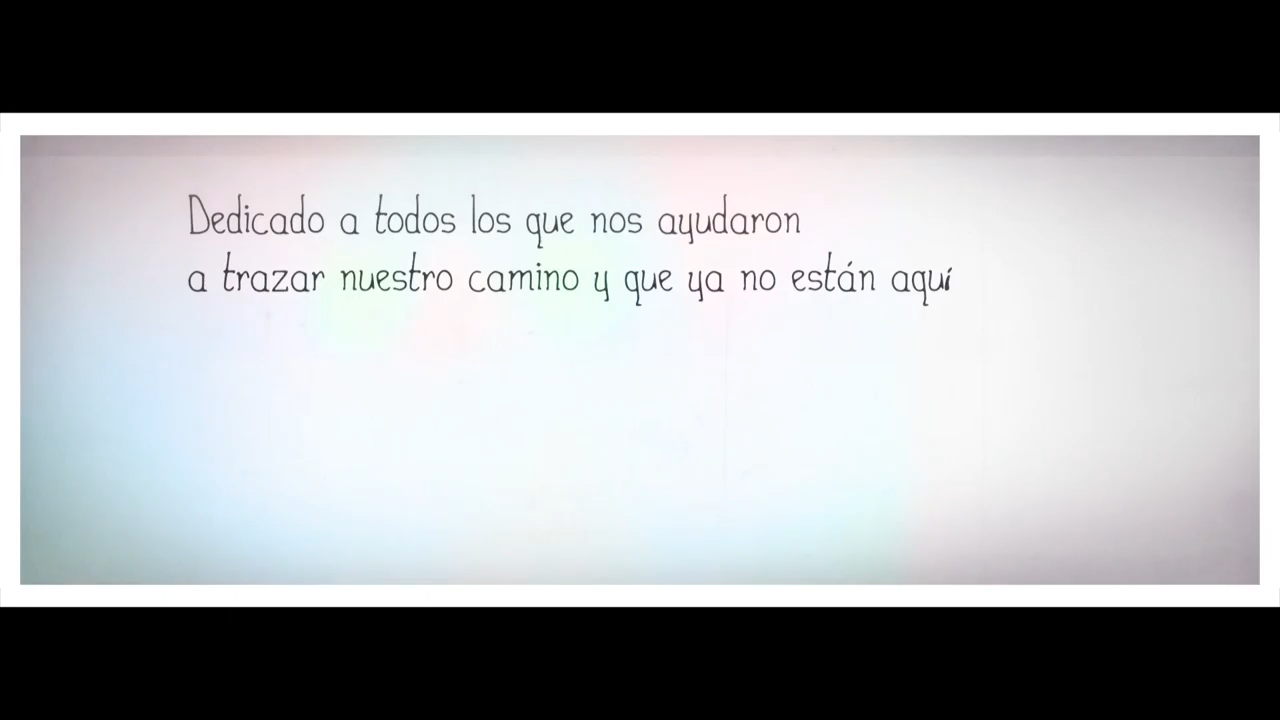 Dedicado a todos los que nos ayudaron
a trazar nuestro camino y que ya no están aquí